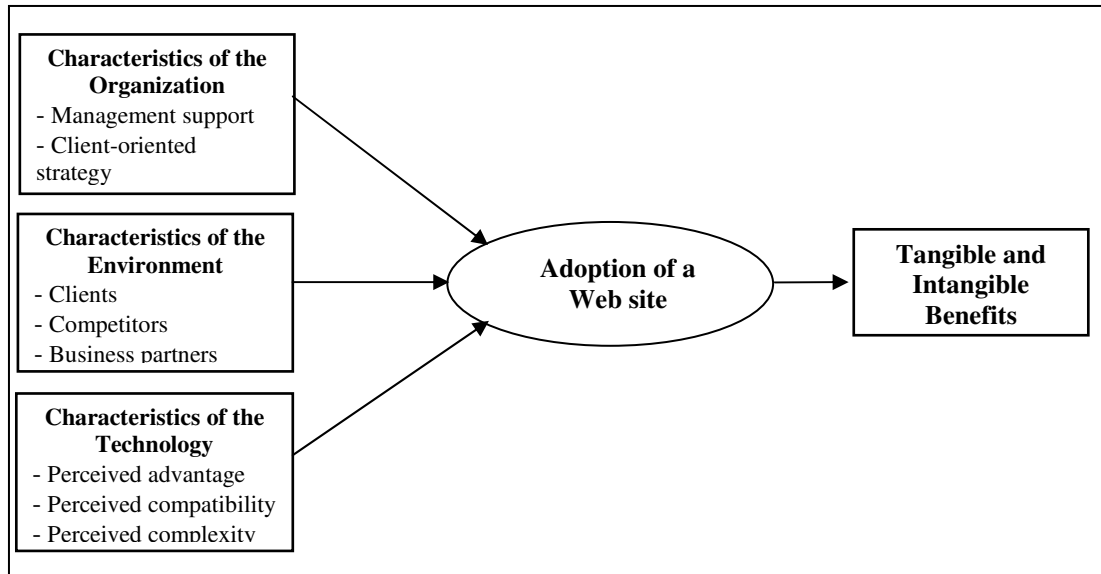 Characteristics of the
Organization
- Management support
- Client-oriented
strategy
Characteristics of the
Environment
- Clients
- Competitors
- Business partners
Characteristics of the
Technology
- Perceived advantage
- Perceived compatibility
- Perceived complexity
Adoption of a
Web site
Tangible and
Intangible
Benefits